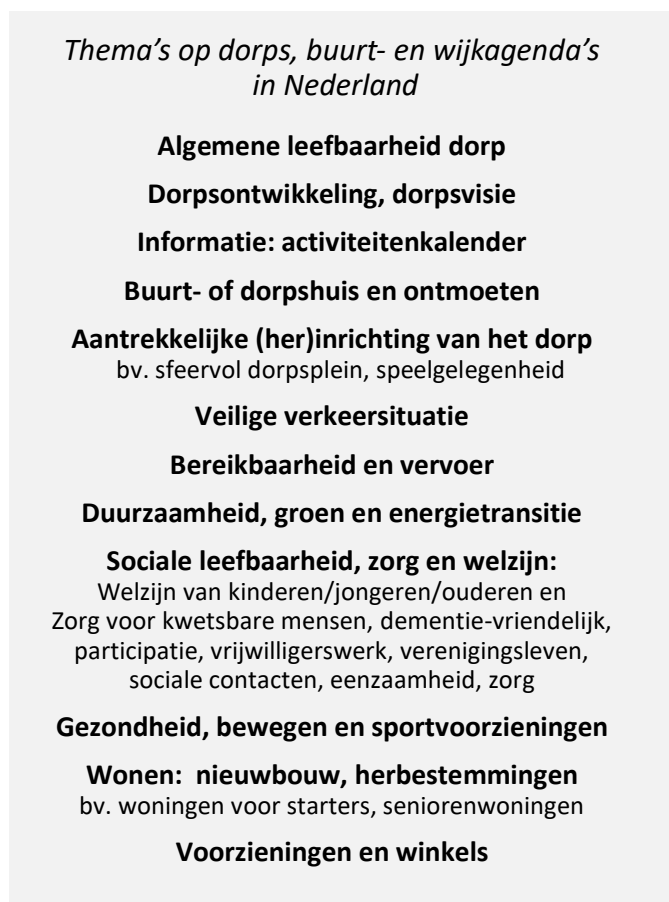 Thema's op dorps, buurt- en wijkagenda's
in Nederland
Algemene leefbaarheid dorp
Dorpsontwikkeling, dorpsvisie
Informatie: activiteitenkalender
Buurt- of dorpshuis en ontmoeten
Aantrekkelijke (her)inrichting van het dorp
bv. sfeervol dorpsplein, speelgelegenheid
Veilige verkeersituatie
Bereikbaarheid en vervoer
Duurzaamheid, groen en energietransitie
Sociale leefbaarheid, zorg en welzijn:
Welzijn van kinderen/jongeren/ouderen en
Zorg voor kwetsbare mensen, dementie-vriendelijk,
participatie, vrijwilligerswerk, verenigingsleven,
sociale contacten, eenzaamheid, zorg
Gezondheid, bewegen en sportvoorzieningen
Wonen:  nieuwbouw, herbestemmingen
bv. woningen voor starters, seniorenwoningen
Voorzieningen en winkels